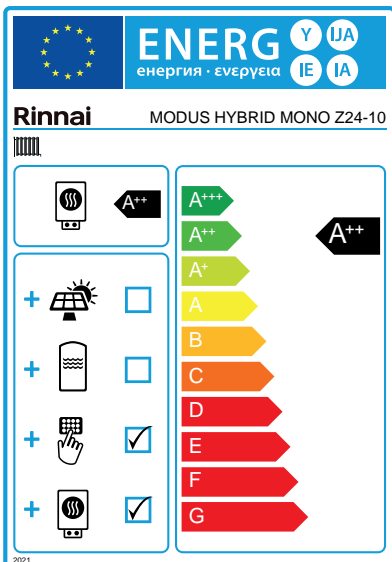 ENERG Y IJA
енергия · ενεργεια IE IA
Rinnai MODUS HYBRID MONO Z24-10
A++
A+++
A++ A++
A+
A
B
+
C
+
D
+
E
F
+
G
2021